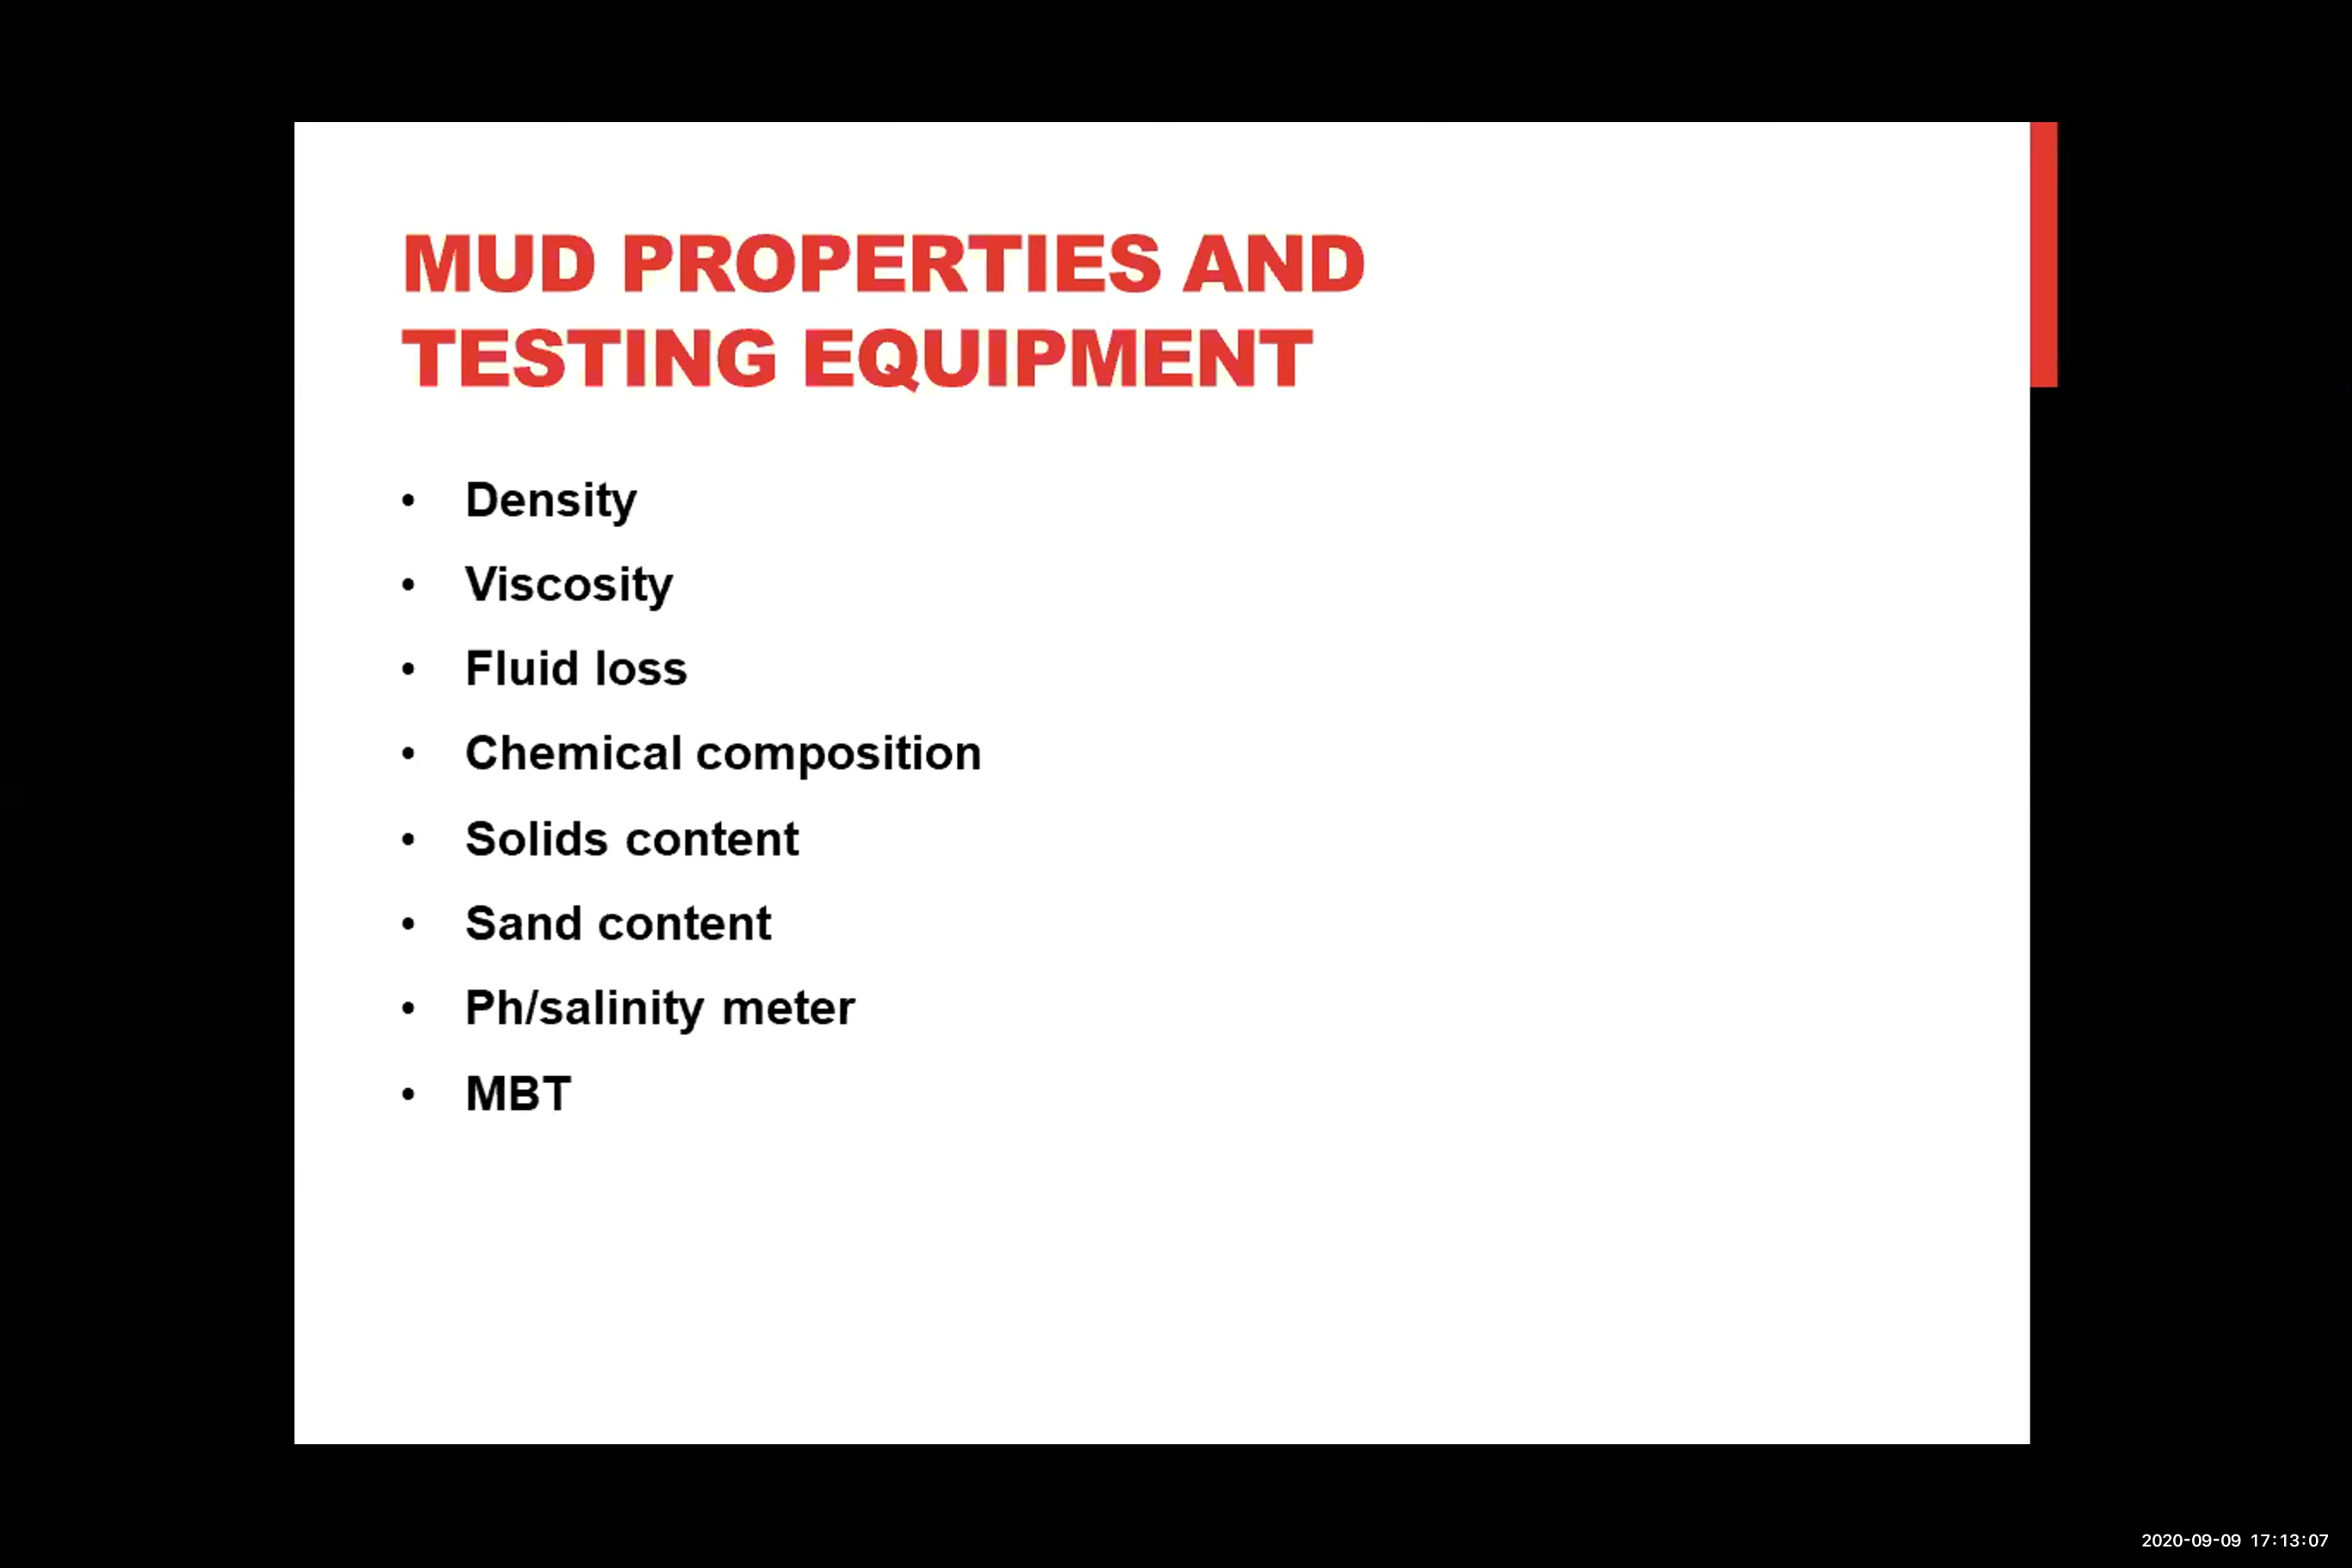 MUD PROPERTIES AND
TESTING EQUIPMENT
• Density
• Viscosity
• Fluid loss
• Chemical composition
• Solids content
• Sand content
• Ph/salinity meter
• MBT
2020-09-09 17:13:07